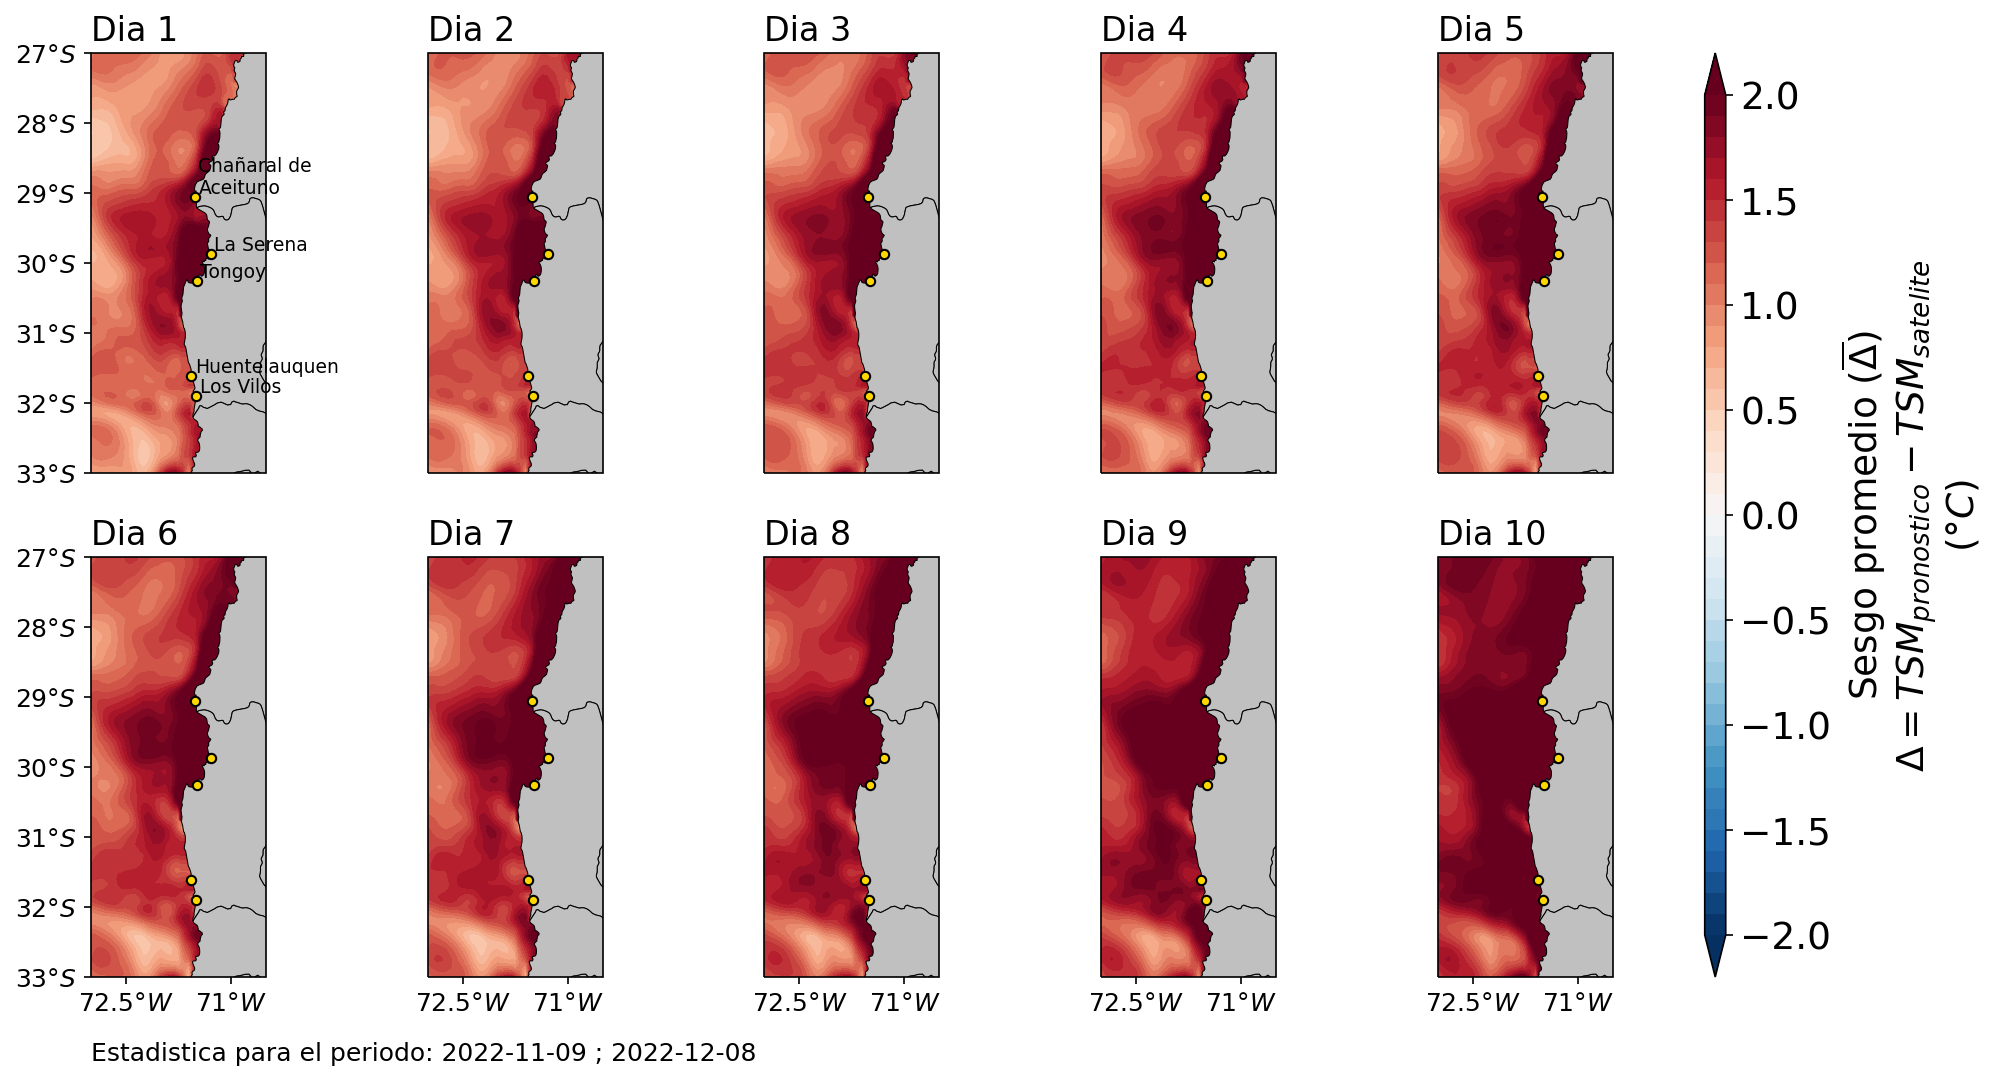 Dia 1
Dia 2
Dia 3
Dia 4
Dia 5
27°S
28°S
29°S
30°S
31°S
32°S
33°S
Chañaral de
Aceituno
La Serena
Tongoy
Huentelauquen
Los Vilos
Dia 6
Dia 7
Dia 8
Dia 9
Dia 10
27°S
28°S
29°S
30°S
31°S
32°S
33°S
72.5°W 71°W
72.5°W 71°W
72.5°W 71°W
72.5°W 71°W
72.5°W 71°W
2.0
1.5
1.0
0.5
0.0
−0.5
−1.0
−1.5
−2.0
Sesgo promedio (Δ̅)
Δ = TSM_pronostico − TSM_satelite
(°C)
Estadistica para el periodo: 2022-11-09 ; 2022-12-08